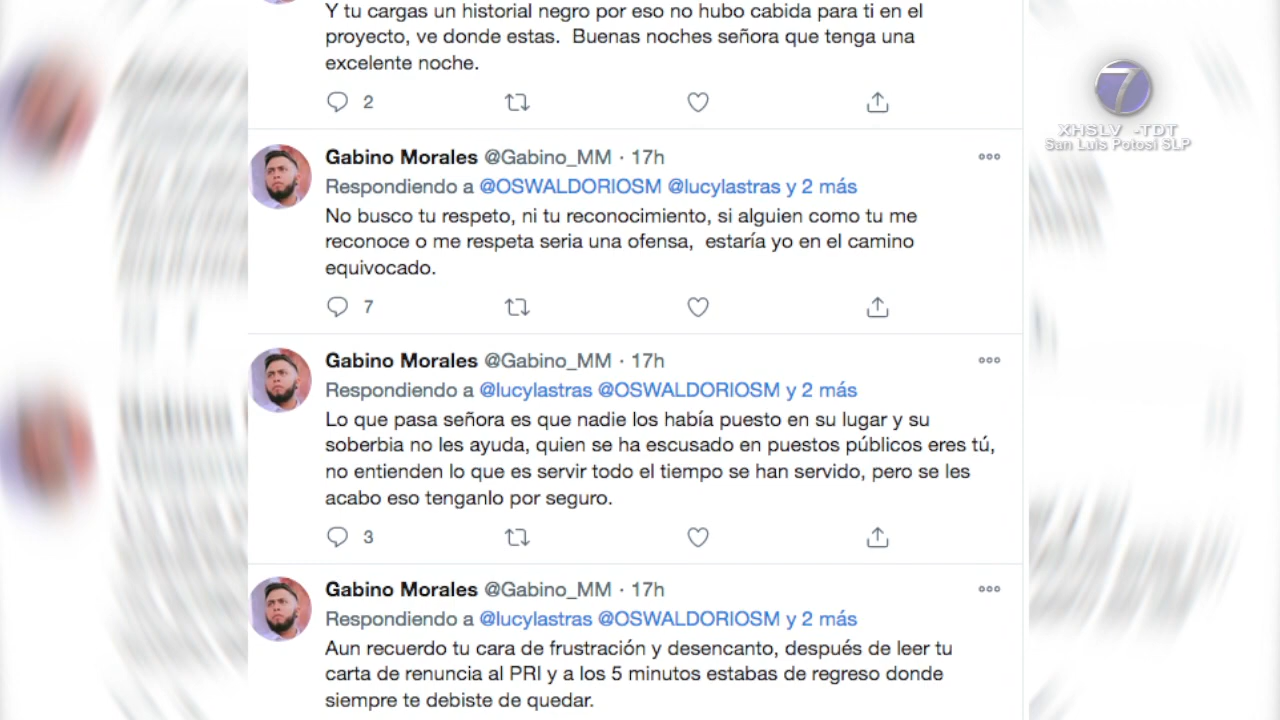 Y tu cargas un historial negro por eso no hubo cabida para ti en el
proyecto, ve donde estas.  Buenas noches señora que tenga una
excelente noche.
2
7
XHSLV -TDT
San Luis Potosí SLP
Gabino Morales @Gabino_MM · 17h
Respondiendo a @OSWALDORIOSM @lucylastras y 2 más
No busco tu respeto, ni tu reconocimiento, si alguien como tu me
reconoce o me respeta seria una ofensa,  estaría yo en el camino
equivocado.
7
Gabino Morales @Gabino_MM · 17h
Respondiendo a @lucylastras @OSWALDORIOSM y 2 más
Lo que pasa señora es que nadie los había puesto en su lugar y su
soberbia no les ayuda, quien se ha escusado en puestos públicos eres tú,
no entienden lo que es servir todo el tiempo se han servido, pero se les
acabo eso tenganlo por seguro.
3
Gabino Morales @Gabino_MM · 17h
Respondiendo a @lucylastras @OSWALDORIOSM y 2 más
Aun recuerdo tu cara de frustración y desencanto, después de leer tu
carta de renuncia al PRI y a los 5 minutos estabas de regreso donde
siempre te debiste de quedar.